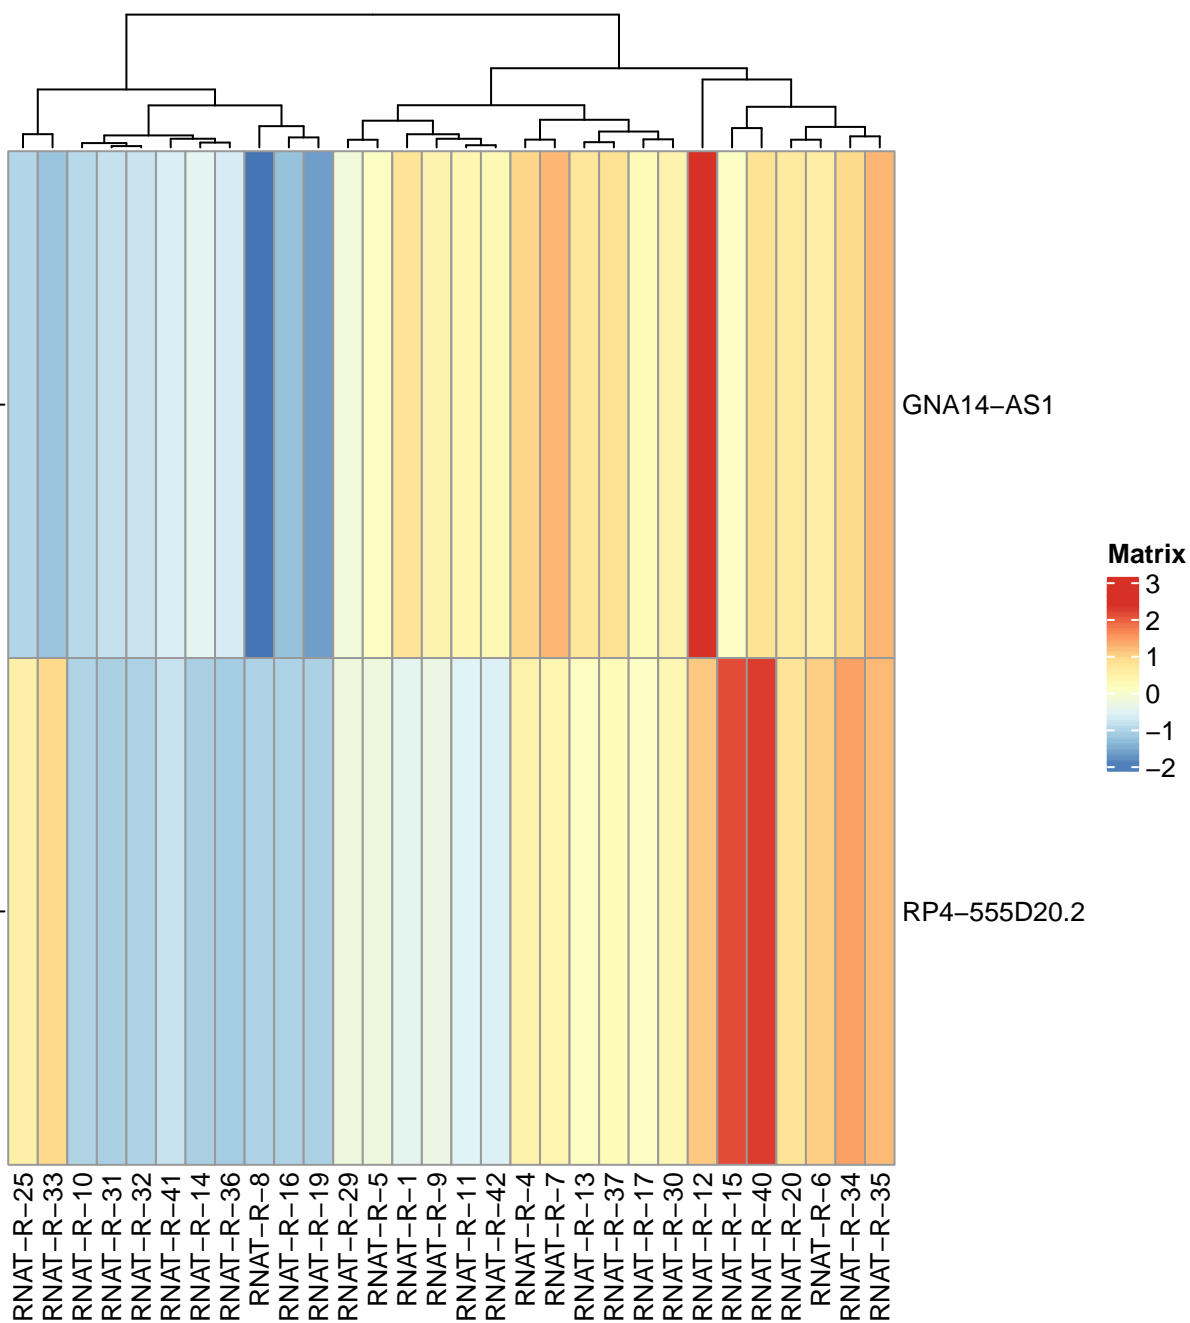 GNA14−AS1
Matrix
3
2
1
0
−1
−2
RP4−555D20.2
RNAT−R−25
RNAT−R−33
RNAT−R−10
RNAT−R−31
RNAT−R−32
RNAT−R−41
RNAT−R−14
RNAT−R−36
RNAT−R−8
RNAT−R−16
RNAT−R−19
RNAT−R−29
RNAT−R−5
RNAT−R−1
RNAT−R−9
RNAT−R−11
RNAT−R−42
RNAT−R−4
RNAT−R−7
RNAT−R−13
RNAT−R−37
RNAT−R−17
RNAT−R−30
RNAT−R−12
RNAT−R−15
RNAT−R−40
RNAT−R−20
RNAT−R−6
RNAT−R−34
RNAT−R−35